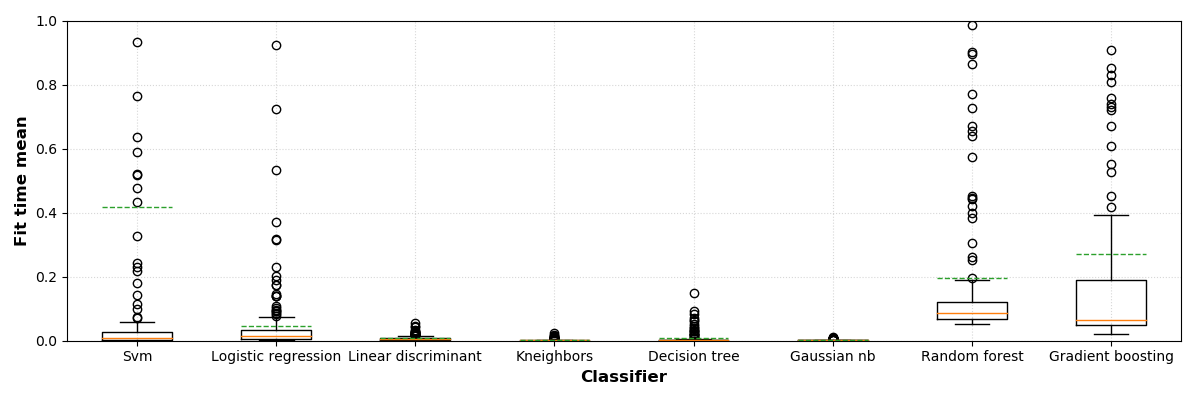 Fit time mean
1.0
0.8
0.6
0.4
0.2
0.0
Svm Logistic regression Linear discriminant Kneighbors Decision tree Gaussian nb Random forest Gradient boosting
Classifier